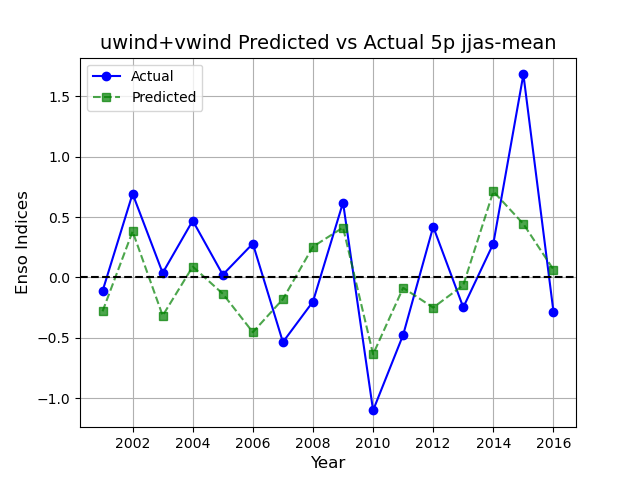 uwind+vwind Predicted vs Actual 5p jjas-mean
Actual
Predicted
Enso Indices
1.5
1.0
0.5
0.0
−0.5
−1.0
2002 2004 2006 2008 2010 2012 2014 2016
Year